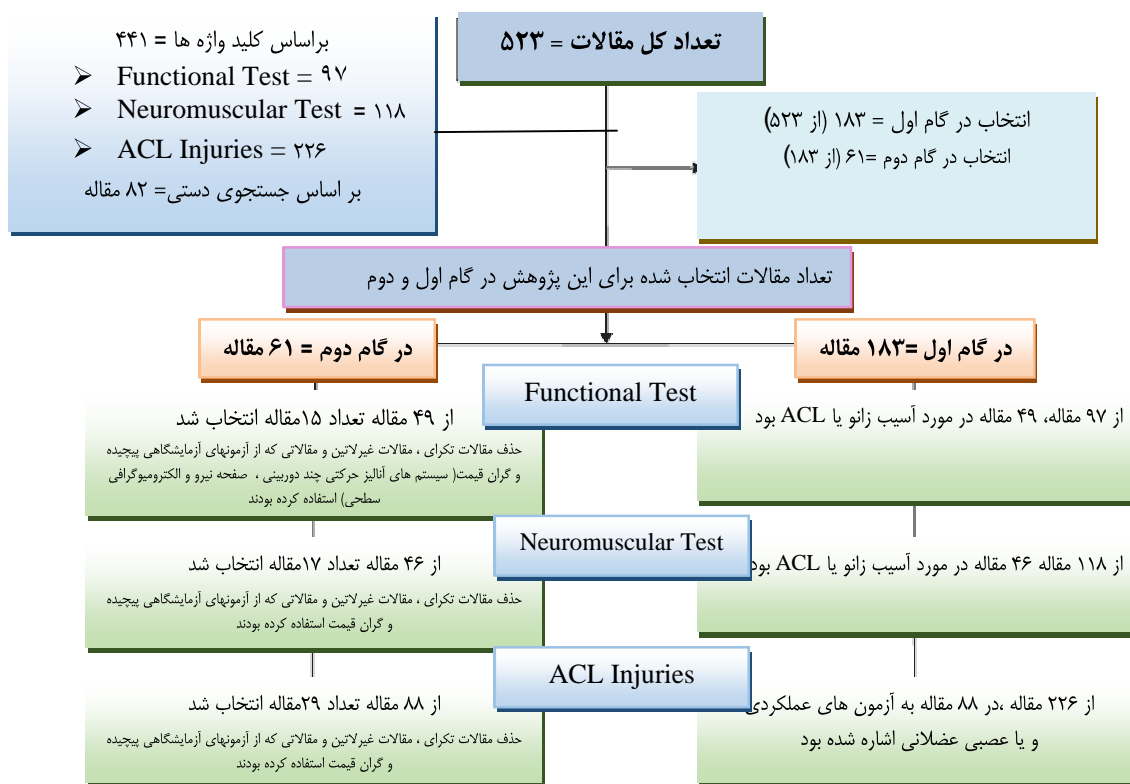 تعداد کل مقالات = ۵۲۳
براساس کلید واژه ها = ۴۴۱
Functional Test = ۹۷
Neuromuscular Test = ۱۱۸
ACL Injuries = ۲۲۶
بر اساس جستجوی دستی= ۸۲ مقاله
انتخاب در گام اول = ۱۸۳ (از ۵۲۳)
انتخاب در گام دوم =۶۱ (از ۱۸۳)
تعداد مقالات انتخاب شده برای این پژوهش در گام اول و دوم
در گام اول =۱۸۳ مقاله
در گام دوم = ۶۱ مقاله
Functional Test
از ۹۷ مقاله، ۴۹ مقاله در مورد آسیب زانو یا ACL بود
از ۴۹ مقاله تعداد ۱۵مقاله انتخاب شد
حذف مقالات تکرای ، مقالات غیرلاتین و مقالاتی که از آزمونهای آزمایشگاهی پیچیده
و گران قیمت( سیستم های آنالیز حرکتی چند دوربینی ، صفحه نیرو و الکترومیوگرافی
سطحی) استفاده کرده بودند
Neuromuscular Test
از ۱۱۸ مقاله ۴۶ مقاله در مورد آسیب زانو یا ACL بود
از ۴۶ مقاله تعداد ۱۷مقاله انتخاب شد
حذف مقالات تکرای ، مقالات غیرلاتین و مقالاتی که از آزمونهای آزمایشگاهی پیچیده
و گران قیمت استفاده کرده بودند
ACL Injuries
از ۲۲۶ مقاله ،در ۸۸ مقاله به آزمون های عملکردی
و یا عصبی عضلانی اشاره شده بود
از ۸۸ مقاله تعداد ۲۹مقاله انتخاب شد
حذف مقالات تکرای ، مقالات غیرلاتین و مقالاتی که از آزمونهای آزمایشگاهی پیچیده
و گران قیمت استفاده کرده بودند